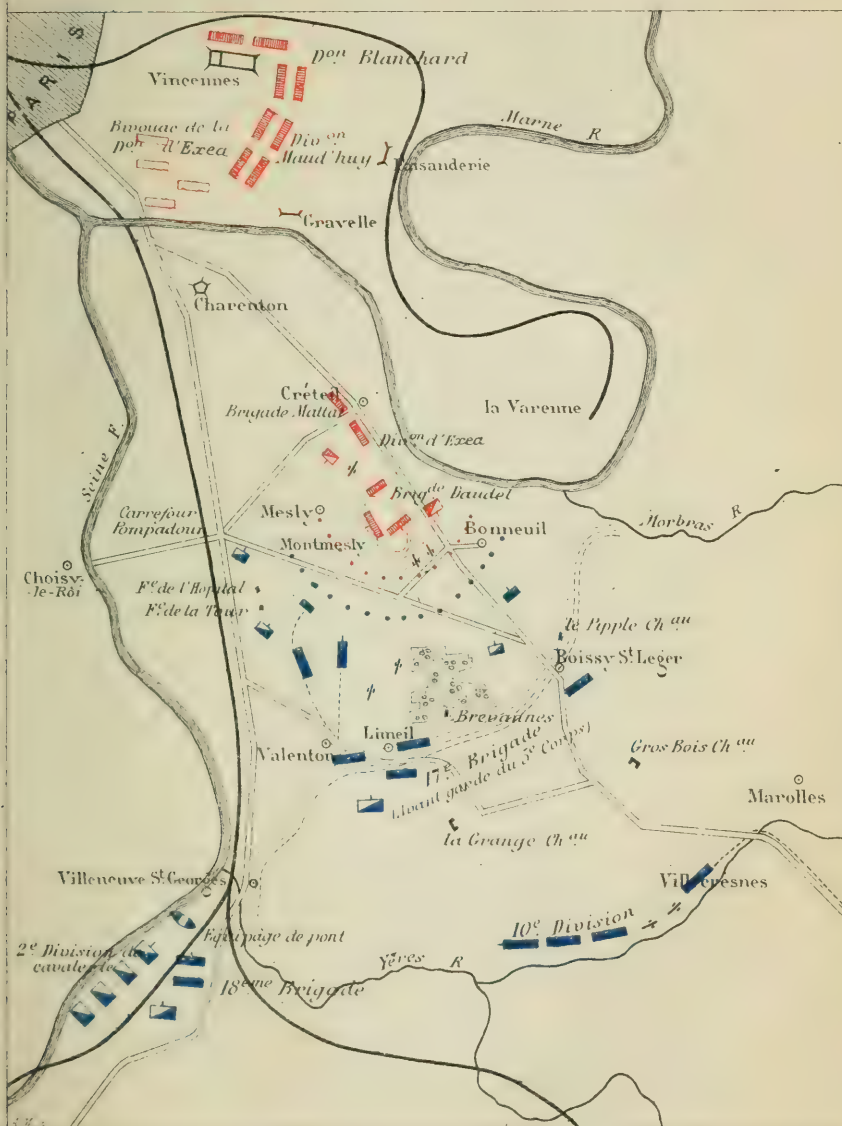 PARIS
Vincennes
Don Blanchard
Bivouac de la
Don d'Exea
Divon
Maud'huy
Faisanderie
Marne R
Gravelle
Charenton
Créteil
Brigade Mattat
Divon d'Exea
la Varenne
Seine F.
Brigde Daudel
Carrefour
Pompadour
Mesly
Montmesly
Bonneuil
Morbras R
Choisy-
-le-Roi
Fe de l'Hopital
Fe de la Tour
le Pipple Chau
Boissy St Leger
Brevannes
Valenton
Limeil
17e Brigade
(Avant garde du 5e Corps)
Gros Bois Chau
Marolles
la Grange Chau
Villeneuve St Georges
Villecresnes
10e Division
Equipage de pont
2e Division de
cavalerie
18eme Brigade
Yères R